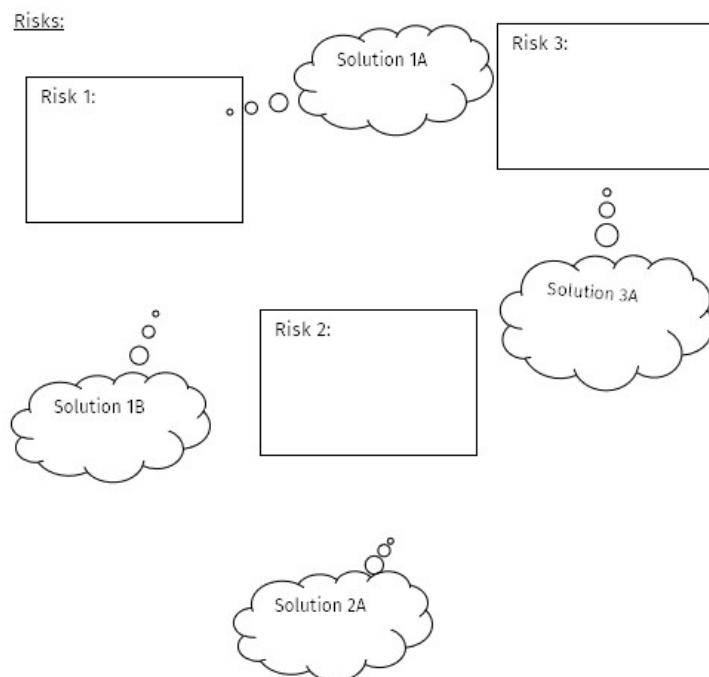 Risks:
Solution 1A
Risk 3:
Risk 1:
Solution 3A
Risk 2:
Solution 1B
Solution 2A